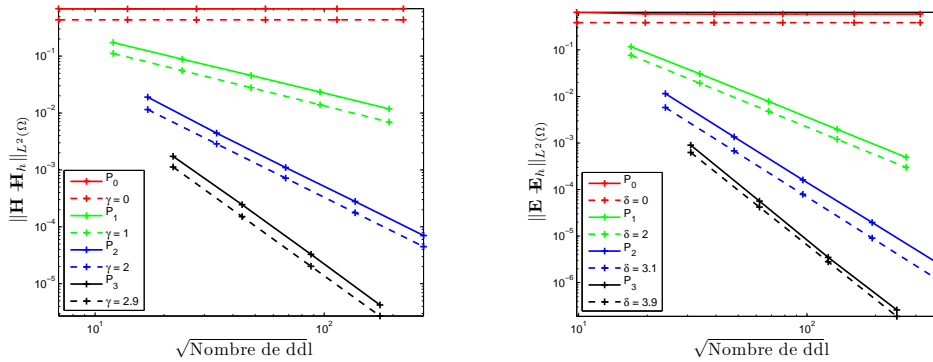 10⁻¹
10⁻²
10⁻³
10⁻⁴
10⁻⁵
‖H-H_h‖_{L²(Ω)}
P₀
γ = 0
P₁
γ = 1
P₂
γ = 2
P₃
γ = 2.9
10¹
10²
√Nombre de ddl
10⁻¹
10⁻²
10⁻³
10⁻⁴
10⁻⁵
10⁻⁶
‖E-E_h‖_{L²(Ω)}
P₀
δ = 0
P₁
δ = 2
P₂
δ = 3.1
P₃
δ = 3.9
10¹
10²
√Nombre de ddl